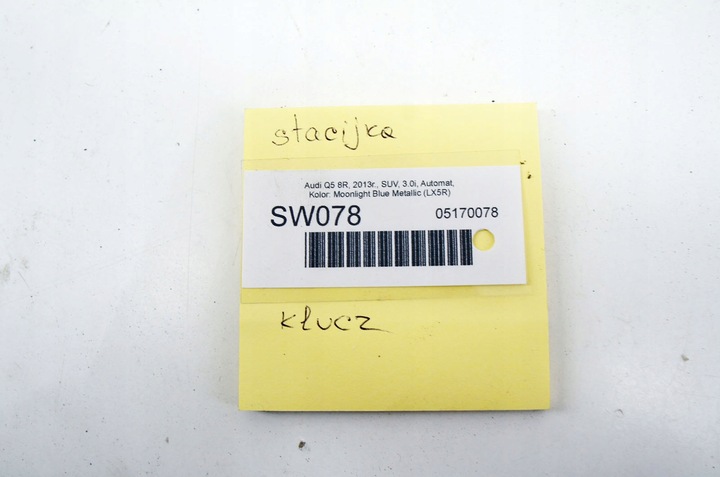 stacijka
Audi Q5 8R, 2013r., SUV, 3.0i, Automat,
Kolor: Moonlight Blue Metallic (LX5R)
SW078 05170078
klucz